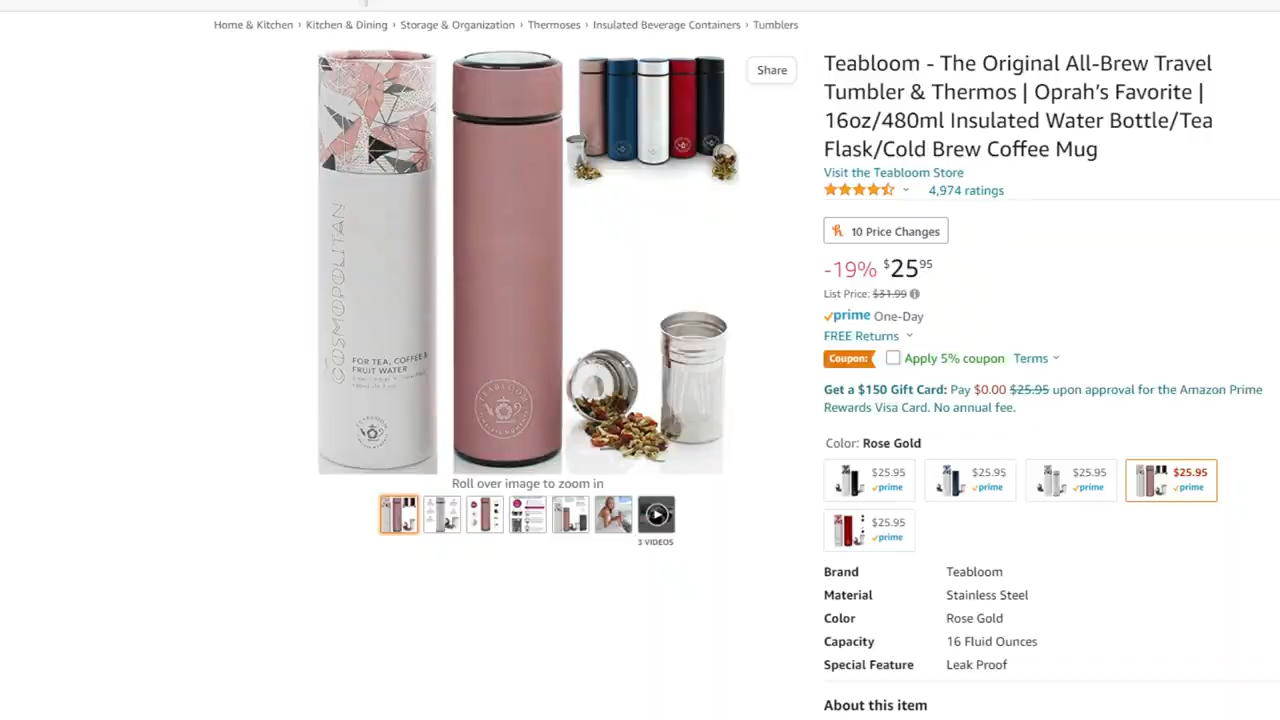 Home & Kitchen › Kitchen & Dining › Storage & Organization › Thermoses › Insulated Beverage Containers › Tumblers
Share
COSMOPOLITAN
FOR TEA, COFFEE &
FRUIT WATER
TEABLOOM
TEABLOOM
Roll over image to zoom in
3 VIDEOS
Teabloom - The Original All-Brew Travel
Tumbler & Thermos | Oprah’s Favorite |
16oz/480ml Insulated Water Bottle/Tea
Flask/Cold Brew Coffee Mug
Visit the Teabloom Store
4,974 ratings
10 Price Changes
-19% $25 95
List Price: $31.99
prime One-Day
FREE Returns
Coupon: Apply 5% coupon Terms
Get a $150 Gift Card: Pay $0.00 $25.95 upon approval for the Amazon Prime
Rewards Visa Card. No annual fee.
Color: Rose Gold
$25.95 $25.95 $25.95 $25.95
prime prime prime prime
$25.95
prime
Brand Teabloom
Material Stainless Steel
Color Rose Gold
Capacity 16 Fluid Ounces
Special Feature Leak Proof
About this item